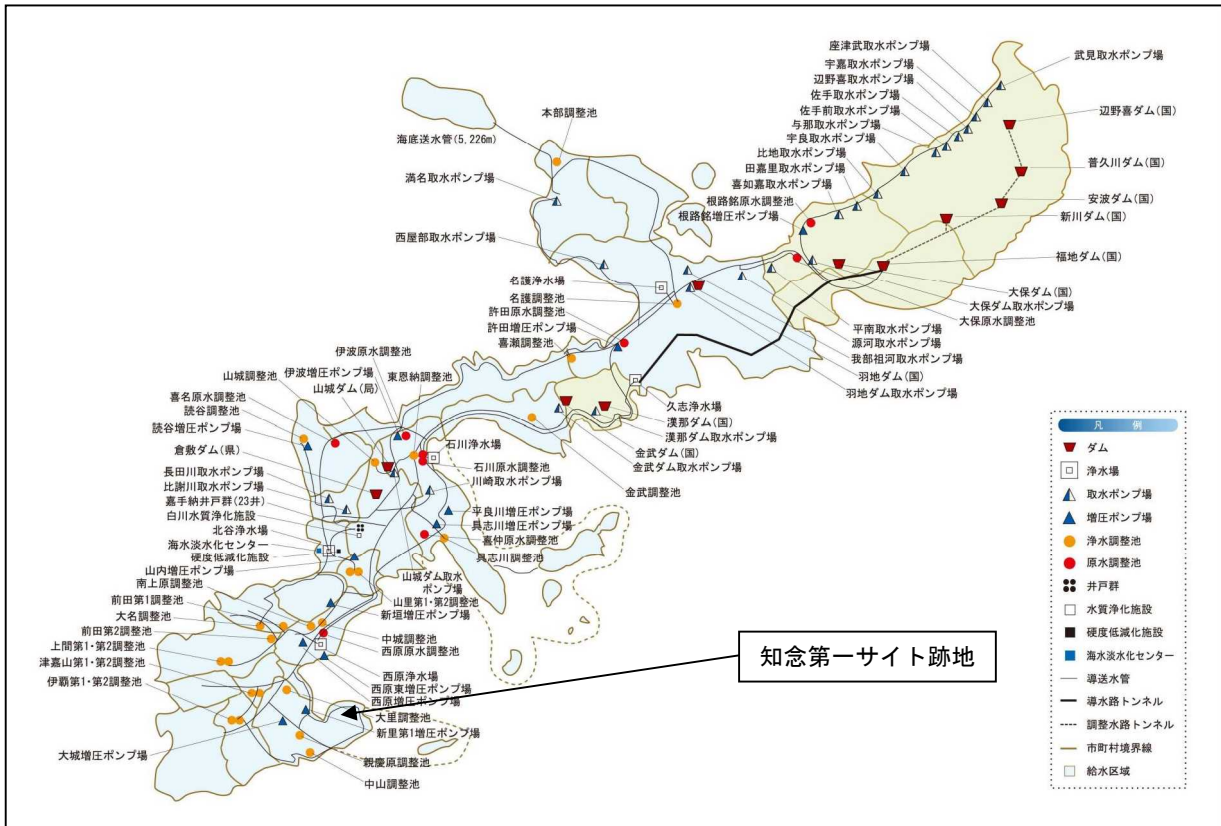 座津武取水ポンプ場
宇嘉取水ポンプ場
辺野喜取水ポンプ場
佐手取水ポンプ場
佐手前取水ポンプ場
与那取水ポンプ場
宇良取水ポンプ場
比地取水ポンプ場
田嘉里取水ポンプ場
喜如嘉取水ポンプ場
根路銘原水調整池
根路銘増圧ポンプ場
武見取水ポンプ場
辺野喜ダム(国)
普久川ダム(国)
安波ダム(国)
新川ダム(国)
福地ダム(国)
大保ダム(国)
大保ダム取水ポンプ場
大保原水調整池
平南取水ポンプ場
源河取水ポンプ場
我部祖河取水ポンプ場
羽地ダム(国)
羽地ダム取水ポンプ場
本部調整池
海底送水管(5,226m)
満名取水ポンプ場
西屋部取水ポンプ場
名護浄水場
名護調整池
許田原水調整池
許田増圧ポンプ場
喜瀬調整池
久志浄水場
漢那ダム(国)
漢那ダム取水ポンプ場
金武ダム(国)
金武ダム取水ポンプ場
金武調整池
伊波原水調整池
伊波増圧ポンプ場
東恩納調整池
山城ダム(局)
山城調整池
喜名原水調整池
読谷調整池
読谷増圧ポンプ場
倉敷ダム(県)
長田川取水ポンプ場
比謝川取水ポンプ場
嘉手納井戸群(23井)
白川水質浄化施設
北谷浄水場
海水淡水化センター
硬度低減化施設
山内増圧ポンプ場
南上原調整池
前田第1調整池
大名調整池
前田第2調整池
上間第1・第2調整池
津嘉山第1・第2調整池
伊覇第1・第2調整池
大城増圧ポンプ場
石川浄水場
石川原水調整池
川崎取水ポンプ場
平良川増圧ポンプ場
具志川増圧ポンプ場
喜仲原水調整池
具志川調整池
山城ダム取水
ポンプ場
山里第1・第2調整池
新垣増圧ポンプ場
中城調整池
西原原水調整池
西原浄水場
西原東増圧ポンプ場
西原増圧ポンプ場
大里調整池
新里第1増圧ポンプ場
親慶原調整池
中山調整池
知念第一サイト跡地
凡 例
ダム
浄水場
取水ポンプ場
増圧ポンプ場
浄水調整池
原水調整池
井戸群
水質浄化施設
硬度低減化施設
海水淡水化センター
導送水管
導水路トンネル
調整水路トンネル
市町村境界線
給水区域